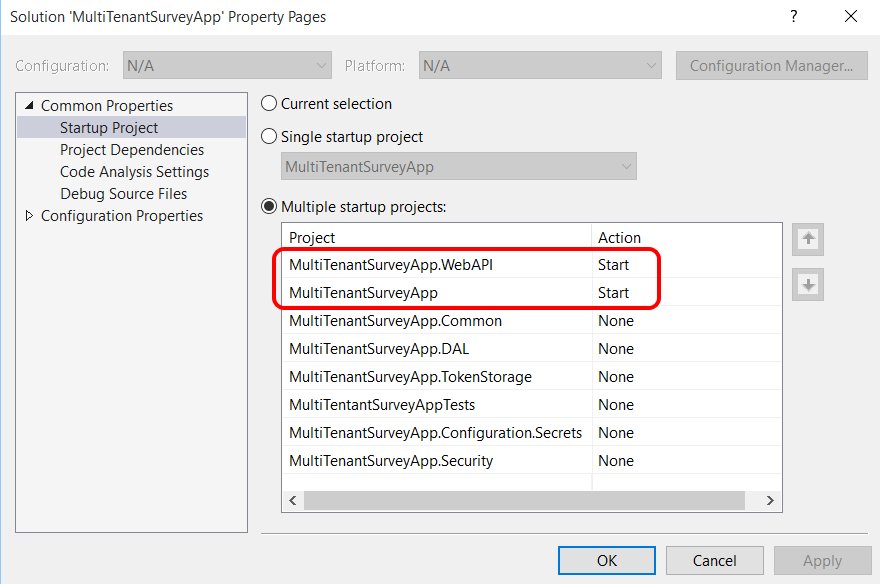 Solution 'MultiTenantSurveyApp' Property Pages ?
Configuration: N/A Platform: N/A Configuration Manager...
Common Properties
Startup Project
Project Dependencies
Code Analysis Settings
Debug Source Files
Configuration Properties
Current selection
Single startup project
MultiTenantSurveyApp
Multiple startup projects:
Project Action
MultiTenantSurveyApp.WebAPI Start
MultiTenantSurveyApp Start
MultiTenantSurveyApp.Common None
MultiTenantSurveyApp.DAL None
MultiTenantSurveyApp.TokenStorage None
MultiTentantSurveyAppTests None
MultiTenantSurveyApp.Configuration.Secrets None
MultiTenantSurveyApp.Security None
OK Cancel Apply